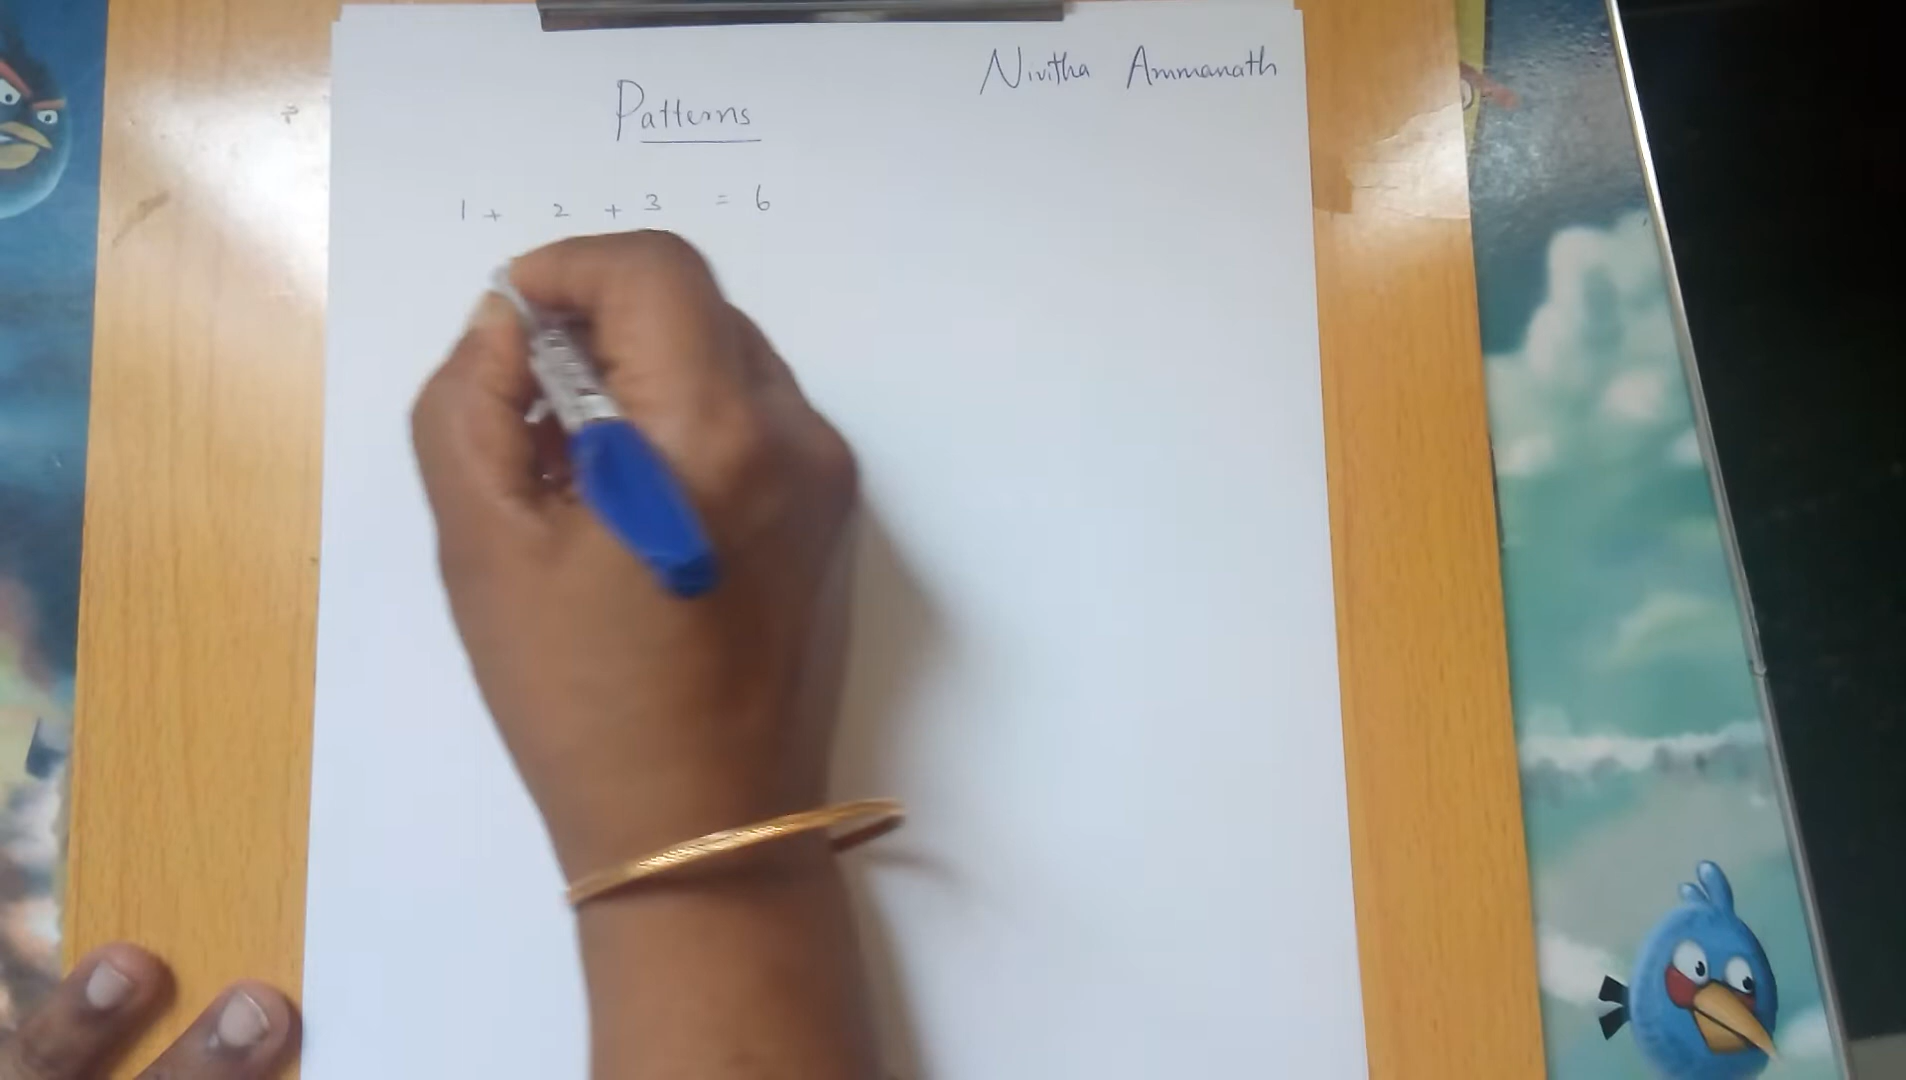 Nivitha Ammanath
Patterns
1 + 2 + 3 = 6